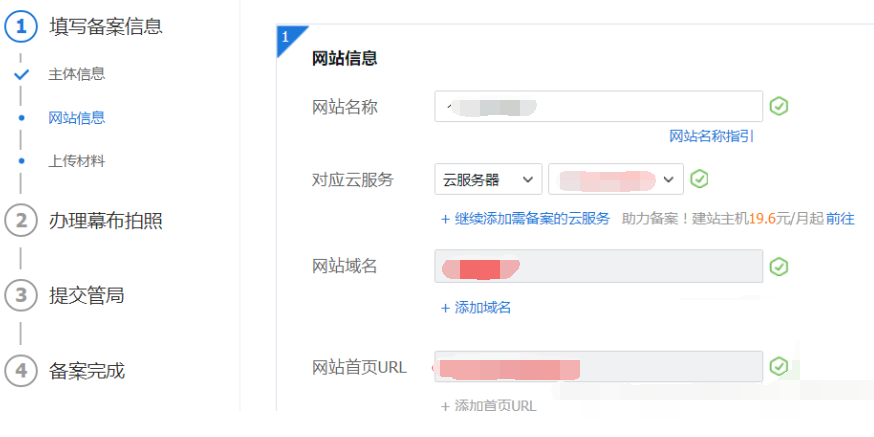 1 填写备案信息
主体信息
网站信息
上传材料
2 办理幕布拍照
3 提交管局
4 备案完成
1
网站信息
网站名称
网站名称指引
对应云服务 云服务器
+ 继续添加需备案的云服务 助力备案！建站主机19.6元/月起 前往
网站域名
+ 添加域名
网站首页URL
+ 添加首页URL